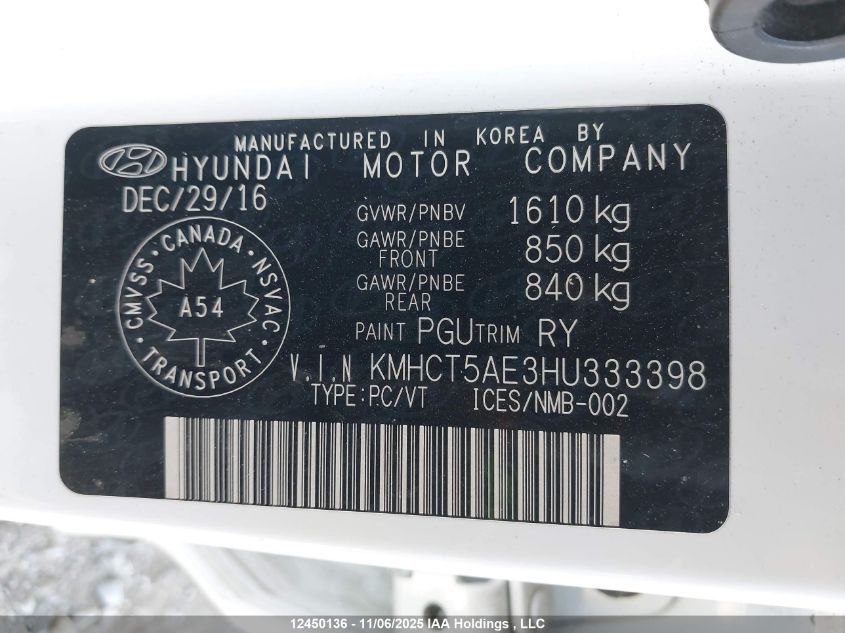 MANUFACTURED IN KOREA BY
HYUNDAI MOTOR COMPANY
DEC/29/16
GVWR/PNBV 1610 kg
GAWR/PNBE FRONT 850 kg
GAWR/PNBE REAR 840 kg
CMVSS · CANADA · NSVAC · TRANSPORT ·
A54
PAINT PGU TRIM RY
V.I.N KMHCT5AE3HU333398
TYPE:PC/VT ICES/NMB-002
12450136 - 11/06/2025 IAA Holdings , LLC